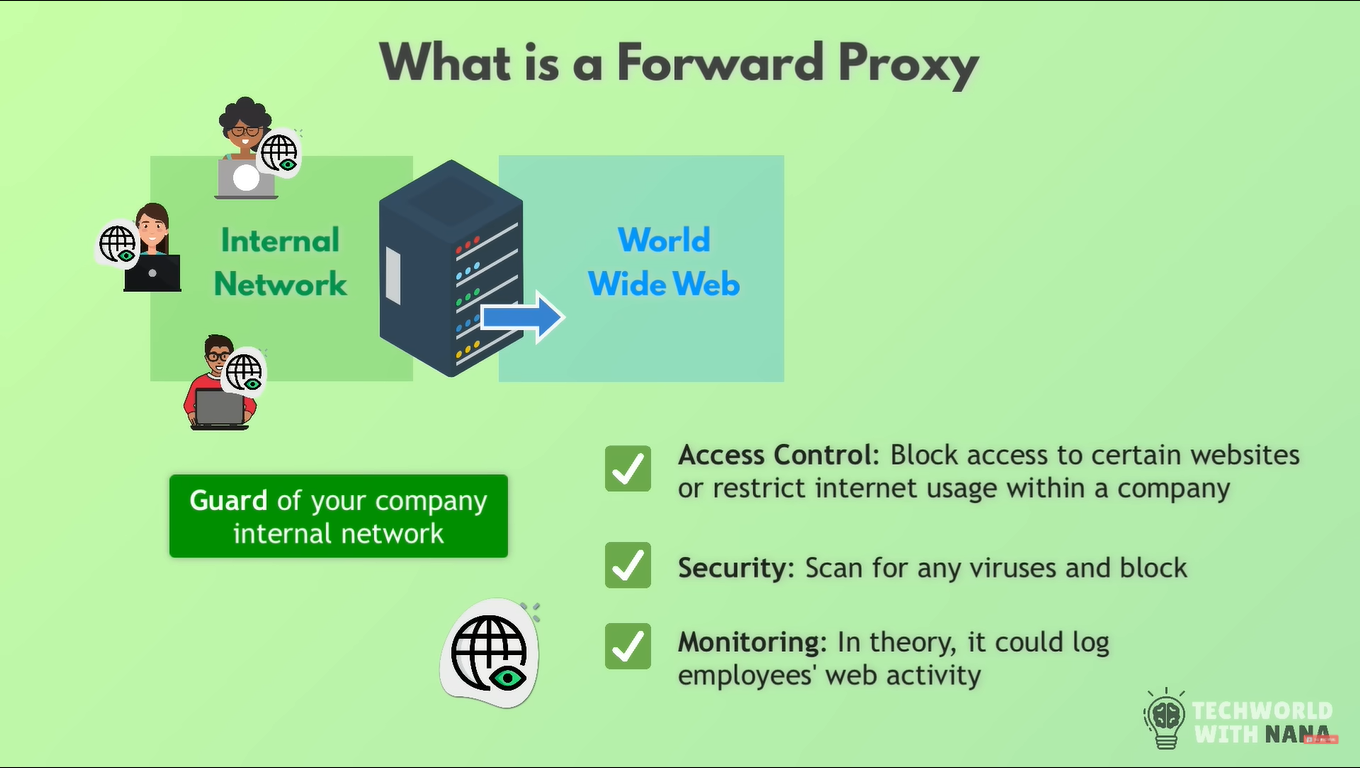 What is a Forward Proxy
Internal
Network
World
Wide Web
Guard of your company
internal network
Access Control: Block access to certain websites
or restrict internet usage within a company
Security: Scan for any viruses and block
Monitoring: In theory, it could log
employees' web activity
TECHWORLD
WITH NANA